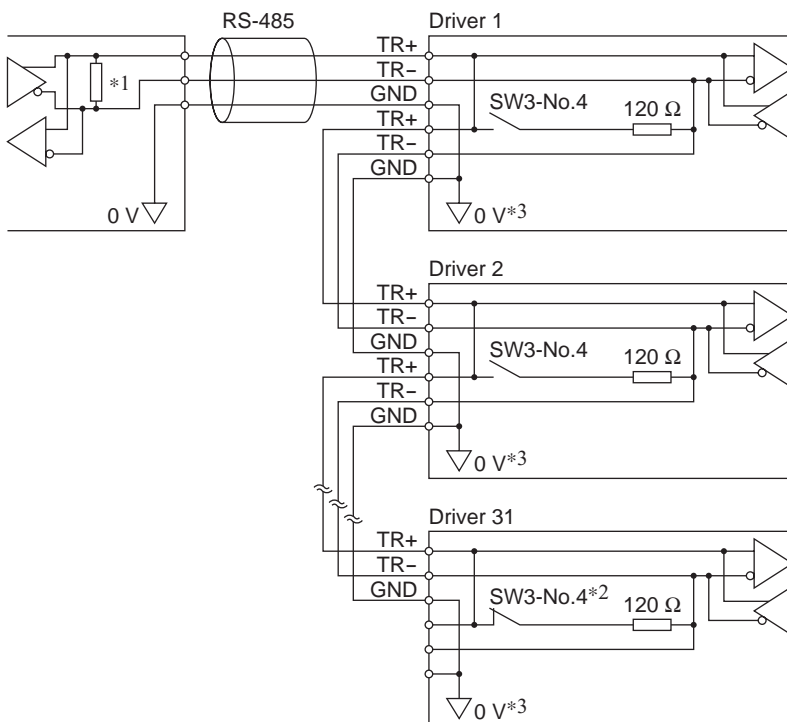 RS-485
Driver 1
TR+
TR−
GND
TR+
TR−
GND
*1
0 V
SW3-No.4
120 Ω
0 V*3
Driver 2
TR+
TR−
GND
TR+
TR−
GND
SW3-No.4
120 Ω
0 V*3
Driver 31
TR+
TR−
GND
SW3-No.4*2
120 Ω
0 V*3